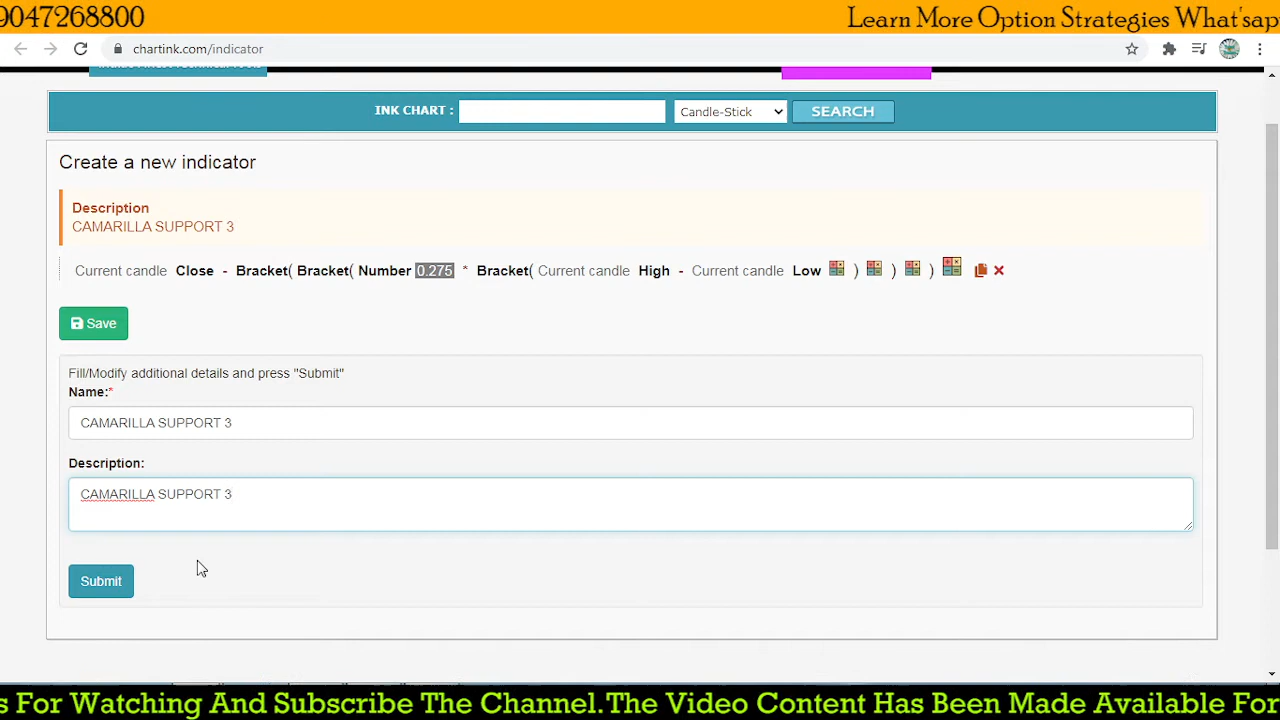 9047268800
Learn More Option Strategies What'sap
chartink.com/indicator
INK CHART :
Candle-Stick
SEARCH
Create a new indicator
Description
CAMARILLA SUPPORT 3
Current candle Close - Bracket( Bracket( Number 0.275 * Bracket( Current candle High - Current candle Low ) ) )
Save
Fill/Modify additional details and press "Submit"
Name:*
CAMARILLA SUPPORT 3
Description:
CAMARILLA SUPPORT 3
Submit
s For Watching And Subscribe The Channel.The Video Content Has Been Made Available For